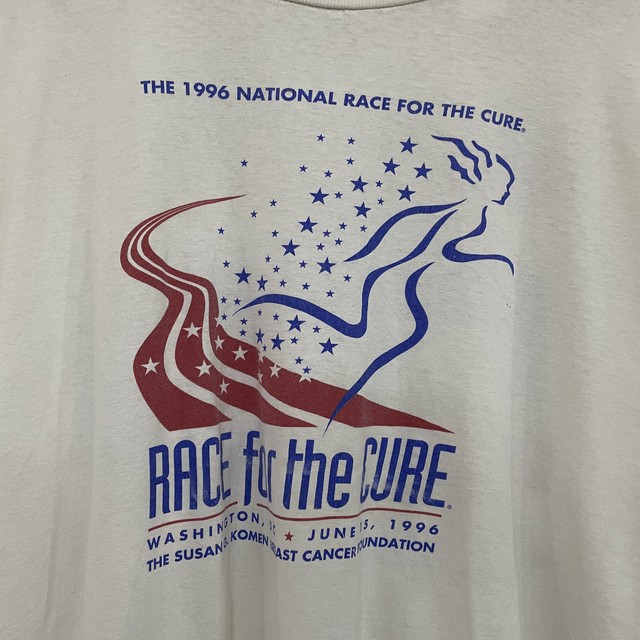 THE 1996 NATIONAL RACE FOR THE CURE®
RACE for the CURE®
WASHINGTON, DC ★ JUNE 15, 1996
THE SUSAN G. KOMEN BREAST CANCER FOUNDATION